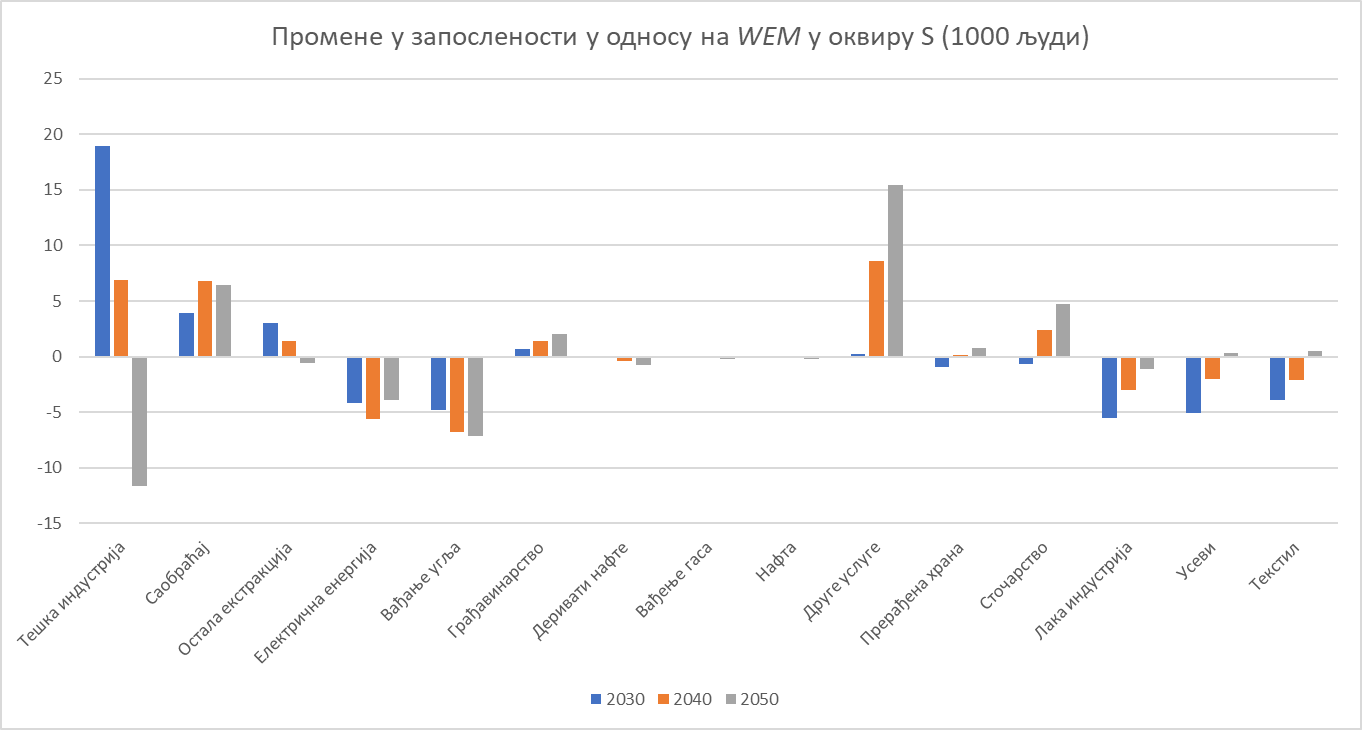 Промене у запослености у односу на WEM у оквиру S (1000 људи)
25
20
15
10
5
0
-5
-10
-15
Тешка индустрија
Саобраћај
Остала екстракција
Електрична енергија
Вађање угља
Грађавинарство
Деривати нафте
Вађење гаса
Нафта
Друге услуге
Прерађена храна
Сточарство
Лака индустрија
Усеви
Текстил
2030 2040 2050